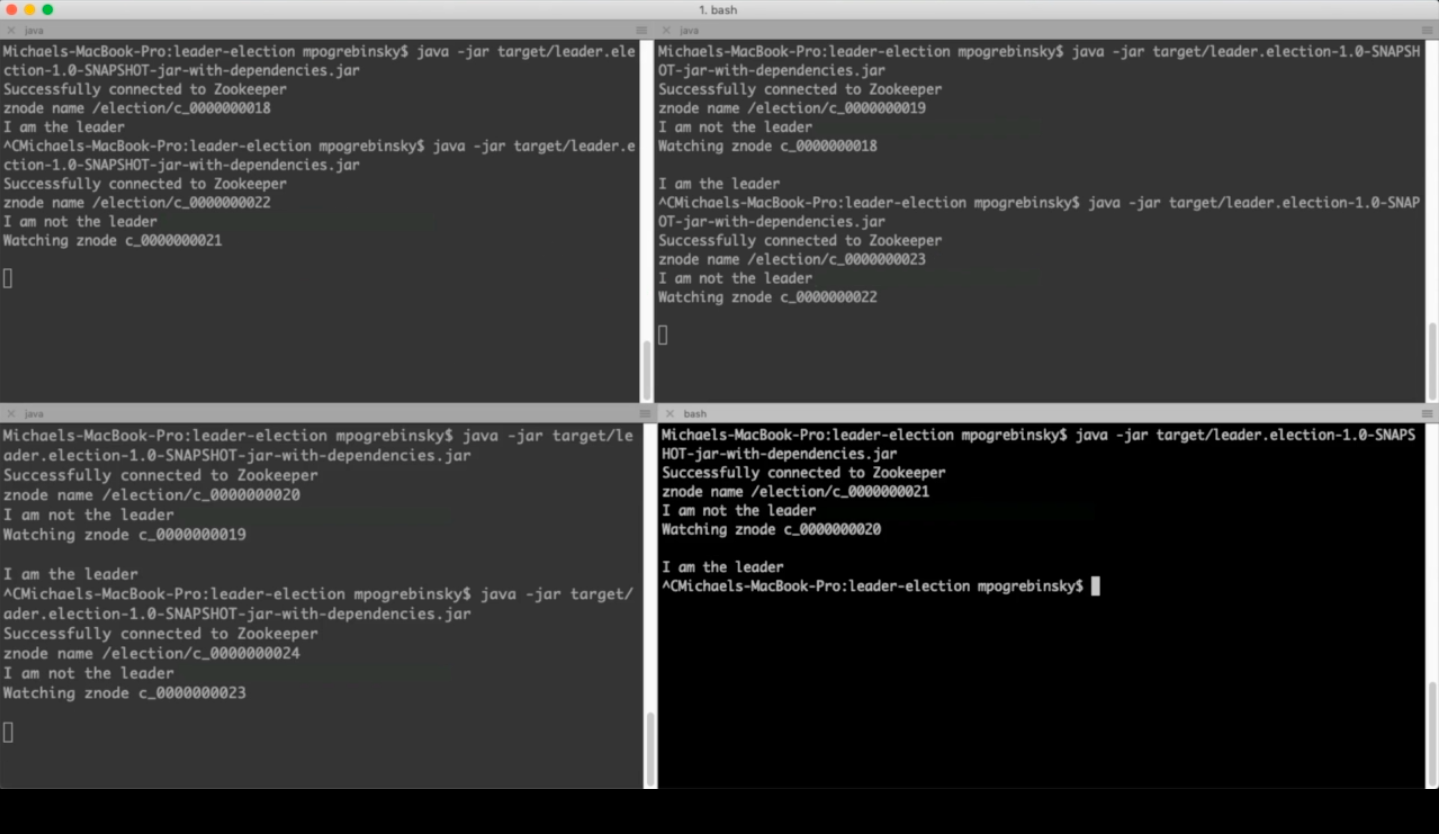 1. bash
java
Michaels-MacBook-Pro:leader-election mpogrebinsky$ java -jar target/leader.ele
ction-1.0-SNAPSHOT-jar-with-dependencies.jar
Successfully connected to Zookeeper
znode name /election/c_0000000018
I am the leader
^CMichaels-MacBook-Pro:leader-election mpogrebinsky$ java -jar target/leader.e
ction-1.0-SNAPSHOT-jar-with-dependencies.jar
Successfully connected to Zookeeper
znode name /election/c_0000000022
I am not the leader
Watching znode c_0000000021
java
Michaels-MacBook-Pro:leader-election mpogrebinsky$ java -jar target/leader.election-1.0-SNAPSH
OT-jar-with-dependencies.jar
Successfully connected to Zookeeper
znode name /election/c_0000000019
I am not the leader
Watching znode c_0000000018
I am the leader
^CMichaels-MacBook-Pro:leader-election mpogrebinsky$ java -jar target/leader.election-1.0-SNAP
OT-jar-with-dependencies.jar
Successfully connected to Zookeeper
znode name /election/c_0000000023
I am not the leader
Watching znode c_0000000022
java
Michaels-MacBook-Pro:leader-election mpogrebinsky$ java -jar target/le
ader.election-1.0-SNAPSHOT-jar-with-dependencies.jar
Successfully connected to Zookeeper
znode name /election/c_0000000020
I am not the leader
Watching znode c_0000000019
I am the leader
^CMichaels-MacBook-Pro:leader-election mpogrebinsky$ java -jar target/
ader.election-1.0-SNAPSHOT-jar-with-dependencies.jar
Successfully connected to Zookeeper
znode name /election/c_0000000024
I am not the leader
Watching znode c_0000000023
bash
Michaels-MacBook-Pro:leader-election mpogrebinsky$ java -jar target/leader.election-1.0-SNAPS
HOT-jar-with-dependencies.jar
Successfully connected to Zookeeper
znode name /election/c_0000000021
I am not the leader
Watching znode c_0000000020
I am the leader
^CMichaels-MacBook-Pro:leader-election mpogrebinsky$